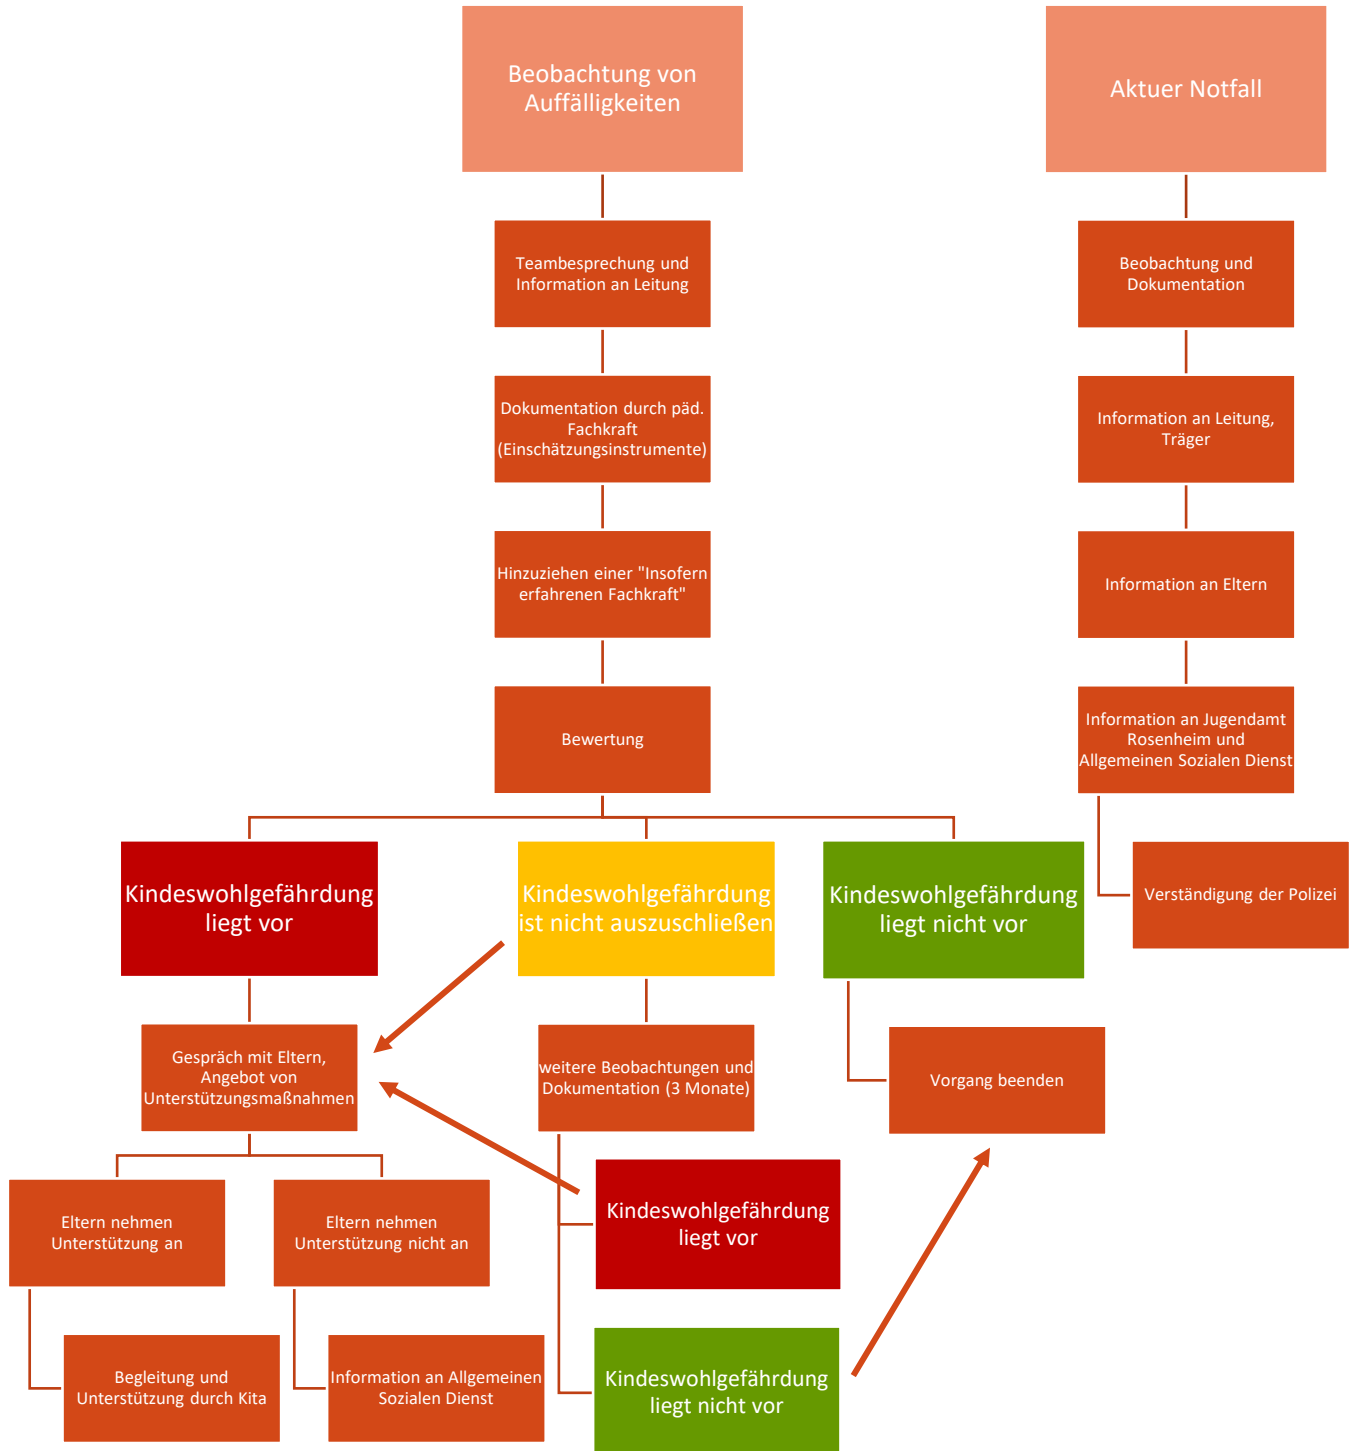 Beobachtung von
Auffälligkeiten
Aktuer Notfall
Teambesprechung und
Information an Leitung
Beobachtung und
Dokumentation
Dokumentation durch päd.
Fachkraft
(Einschätzungsinstrumente)
Information an Leitung,
Träger
Hinzuziehen einer "Insofern
erfahrenen Fachkraft"
Information an Eltern
Bewertung
Information an Jugendamt
Rosenheim und
Allgemeinen Sozialen Dienst
Kindeswohlgefährdung
liegt vor
Kindeswohlgefährdung
ist nicht auszuschließen
Kindeswohlgefährdung
liegt nicht vor
Verständigung der Polizei
Gespräch mit Eltern,
Angebot von
Unterstützungsmaßnahmen
weitere Beobachtungen und
Dokumentation (3 Monate)
Vorgang beenden
Eltern nehmen
Unterstützung an
Eltern nehmen
Unterstützung nicht an
Kindeswohlgefährdung
liegt vor
Begleitung und
Unterstützung durch Kita
Information an Allgemeinen
Sozialen Dienst
Kindeswohlgefährdung
liegt nicht vor